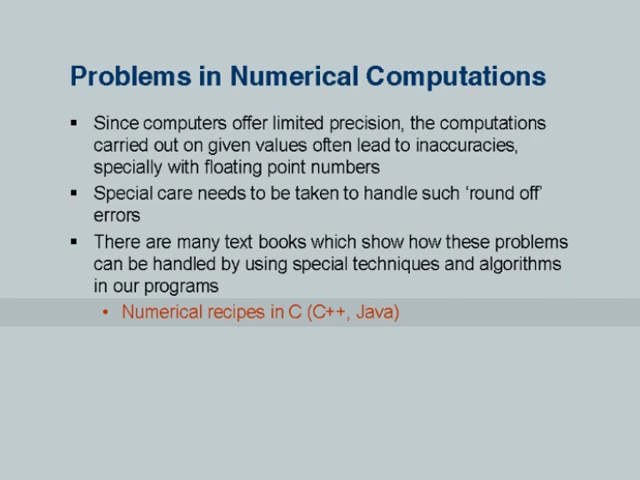 Problems in Numerical Computations
▪ Since computers offer limited precision, the computations
carried out on given values often lead to inaccuracies,
specially with floating point numbers
▪ Special care needs to be taken to handle such ‘round off’
errors
▪ There are many text books which show how these problems
can be handled by using special techniques and algorithms
in our programs
• Numerical recipes in C (C++, Java)